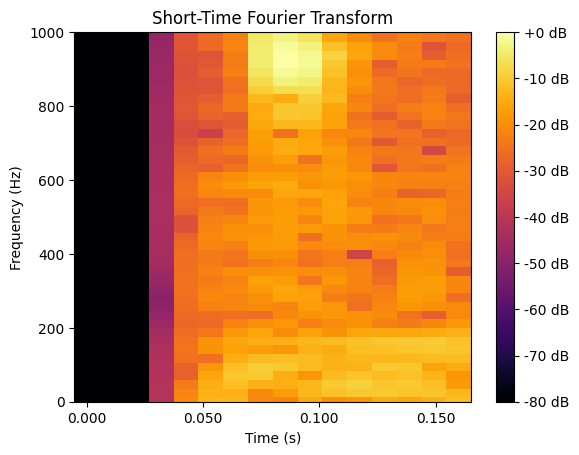 Short-Time Fourier Transform
1000
800
600
400
200
0
Frequency (Hz)
0.000
0.050
0.100
0.150
Time (s)
+0 dB
-10 dB
-20 dB
-30 dB
-40 dB
-50 dB
-60 dB
-70 dB
-80 dB